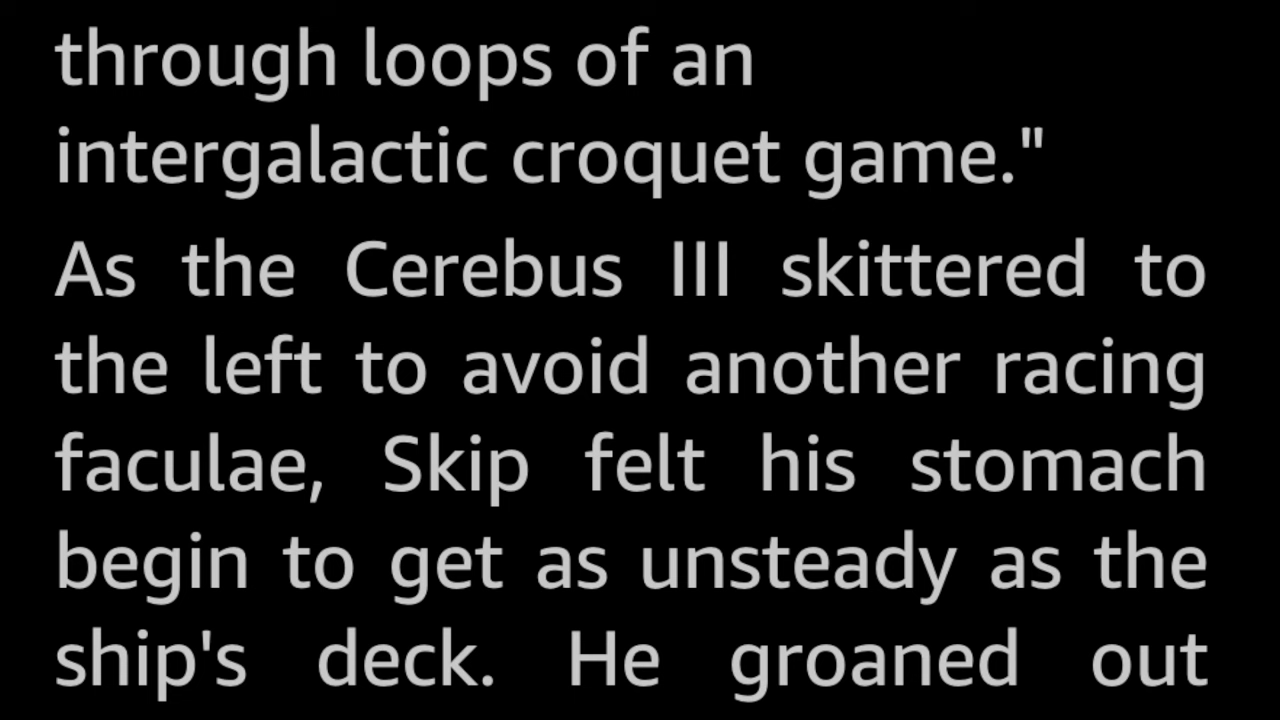 through loops of an
intergalactic croquet game."
As the Cerebus III skittered to
the left to avoid another racing
faculae, Skip felt his stomach
begin to get as unsteady as the
ship's deck. He groaned out